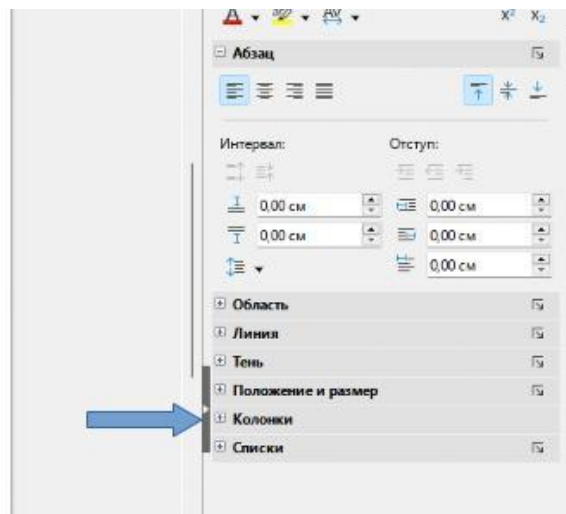 A AV X² X₂
Абзац
Интервал: Отступ:
0,00 см 0,00 см
0,00 см 0,00 см
0,00 см
Область
Линия
Тень
Положение и размер
Колонки
Списки